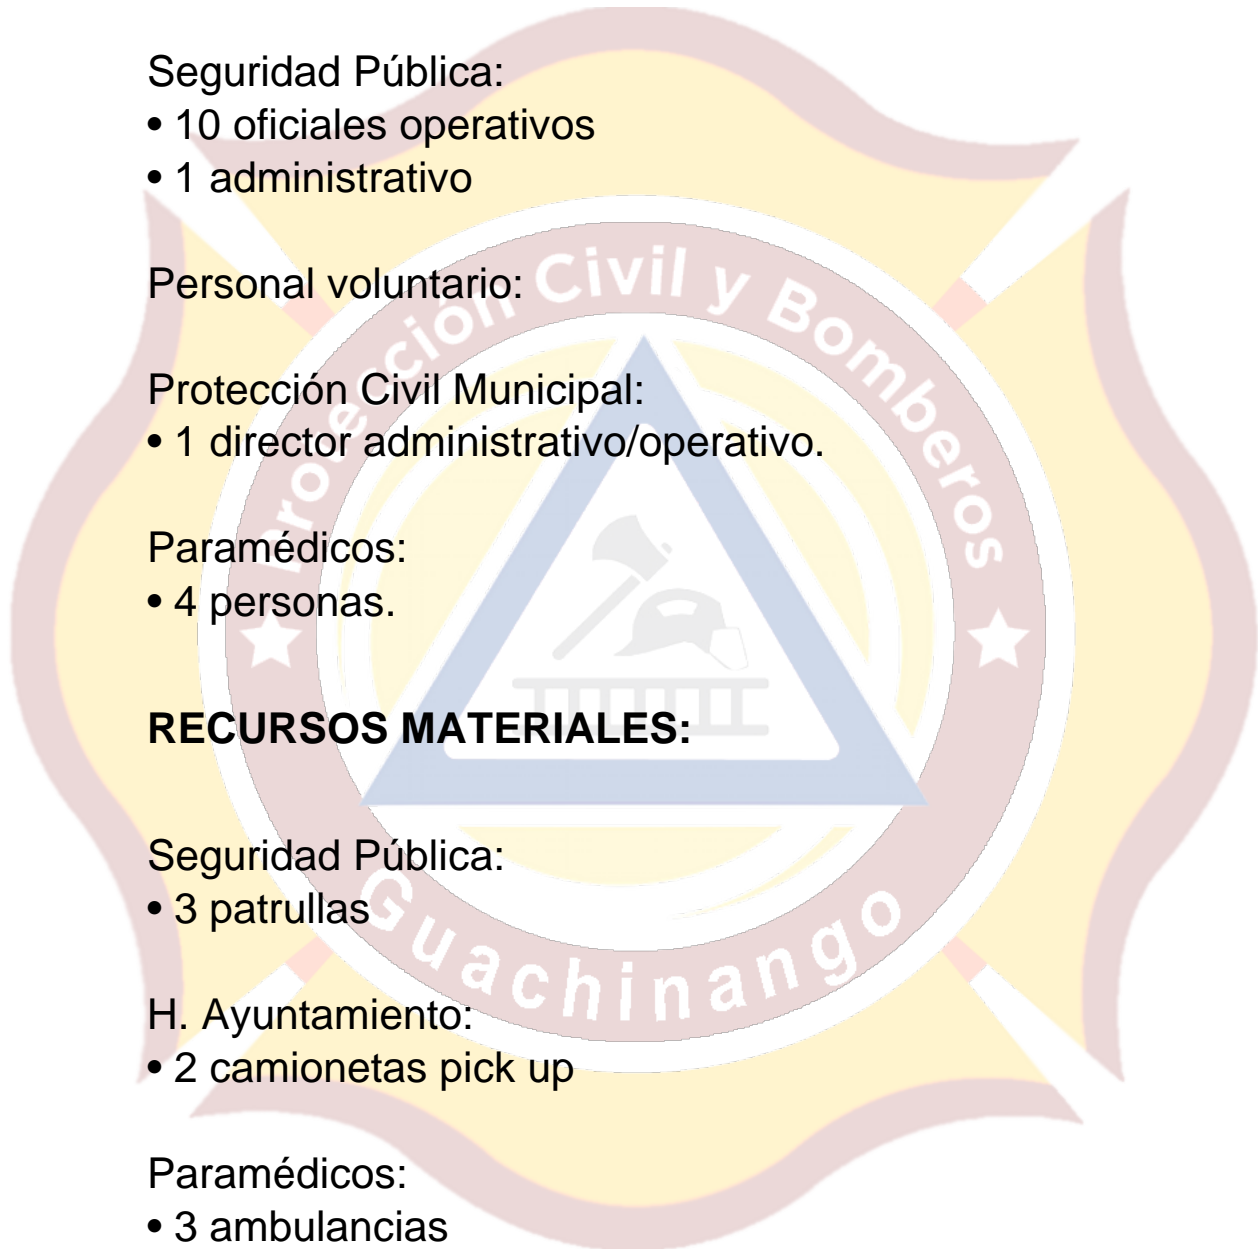 Seguridad Pública:
• 10 oficiales operativos
• 1 administrativo
Personal voluntario:
Protección Civil Municipal:
• 1 director administrativo/operativo.
Paramédicos:
• 4 personas.
RECURSOS MATERIALES:
Seguridad Pública:
• 3 patrullas
H. Ayuntamiento:
• 2 camionetas pick up
Paramédicos:
• 3 ambulancias
Protección Civil y Bomberos
Guachinango